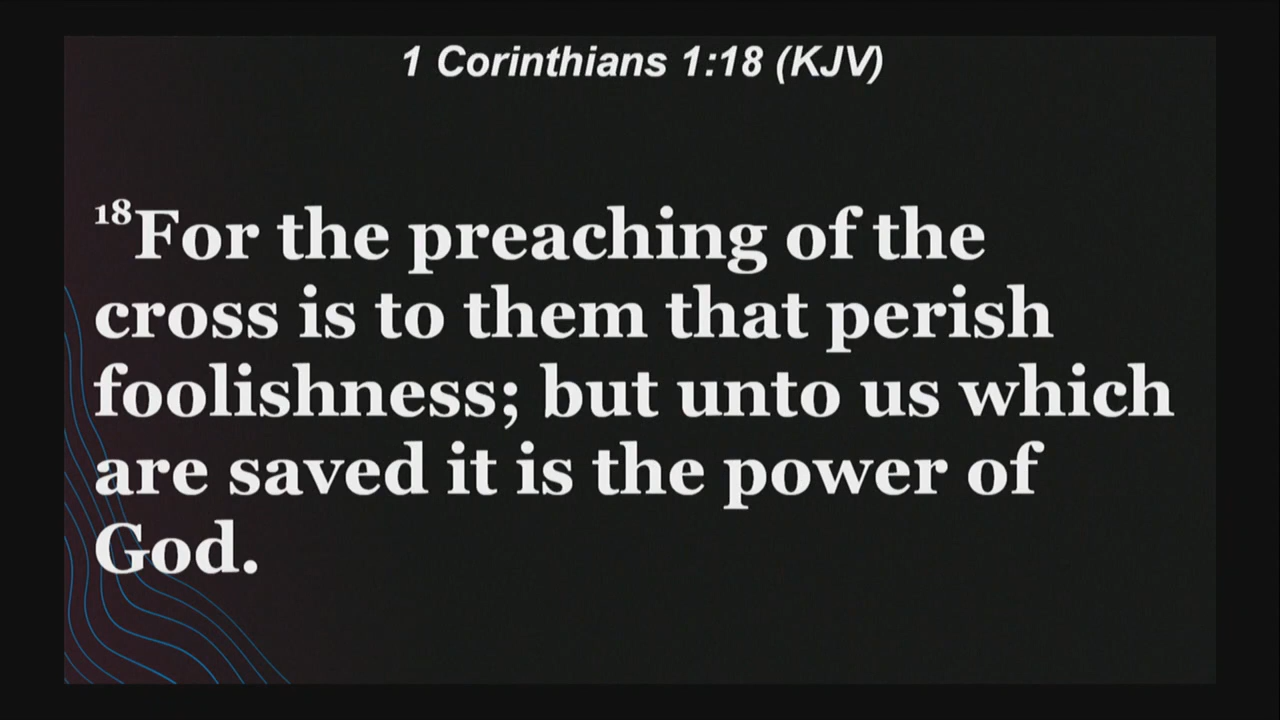 1 Corinthians 1:18 (KJV)
18For the preaching of the
cross is to them that perish
foolishness; but unto us which
are saved it is the power of
God.